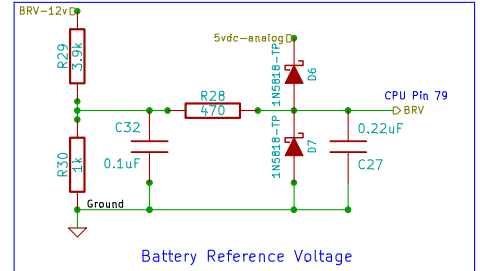 BRV-12v
5vdc-analog
R29
3.9k
1N5818-TP
D6
R28
470
CPU Pin 79
BRV
C32
0.1uF
R30
1k
1N5818-TP
D7
0.22uF
C27
Ground
Battery Reference Voltage